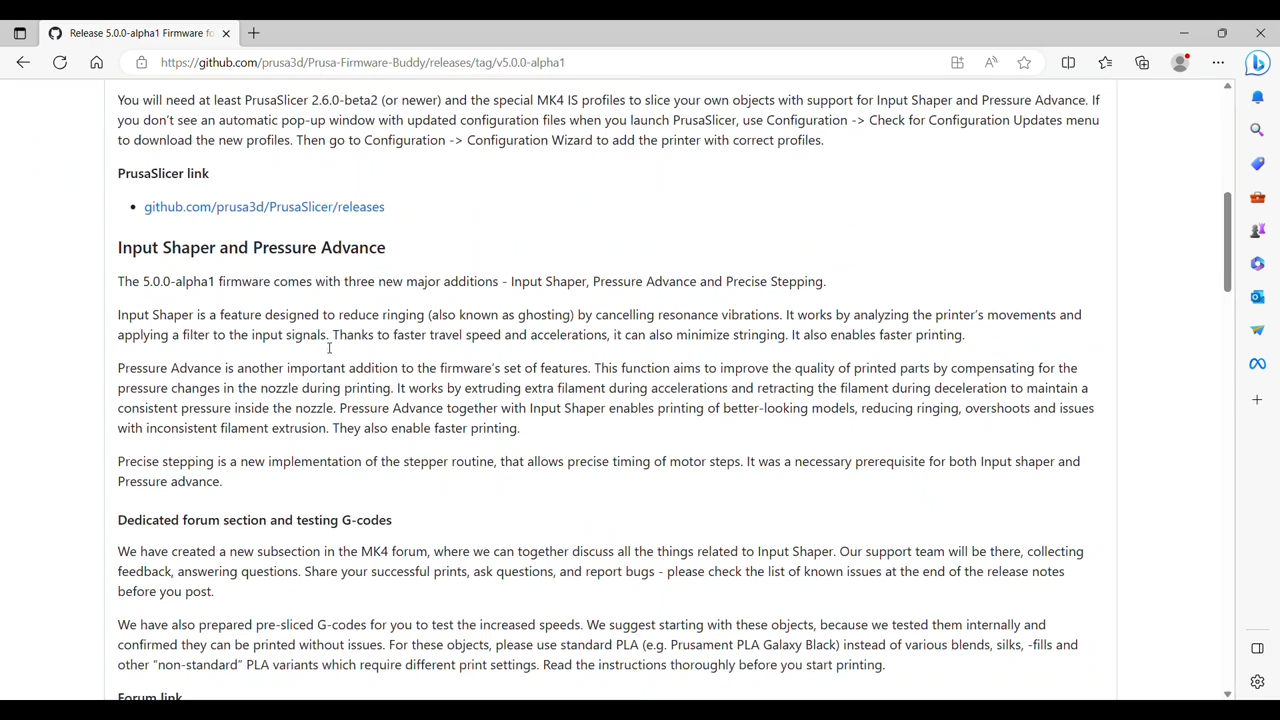 Release 5.0.0-alpha1 Firmware fo
https://github.com/prusa3d/Prusa-Firmware-Buddy/releases/tag/v5.0.0-alpha1
You will need at least PrusaSlicer 2.6.0-beta2 (or newer) and the special MK4 IS profiles to slice your own objects with support for Input Shaper and Pressure Advance. If
you don't see an automatic pop-up window with updated configuration files when you launch PrusaSlicer, use Configuration -> Check for Configuration Updates menu
to download the new profiles. Then go to Configuration -> Configuration Wizard to add the printer with correct profiles.
PrusaSlicer link
• github.com/prusa3d/PrusaSlicer/releases
Input Shaper and Pressure Advance
The 5.0.0-alpha1 firmware comes with three new major additions - Input Shaper, Pressure Advance and Precise Stepping.
Input Shaper is a feature designed to reduce ringing (also known as ghosting) by cancelling resonance vibrations. It works by analyzing the printer's movements and
applying a filter to the input signals. Thanks to faster travel speed and accelerations, it can also minimize stringing. It also enables faster printing.
Pressure Advance is another important addition to the firmware's set of features. This function aims to improve the quality of printed parts by compensating for the
pressure changes in the nozzle during printing. It works by extruding extra filament during accelerations and retracting the filament during deceleration to maintain a
consistent pressure inside the nozzle. Pressure Advance together with Input Shaper enables printing of better-looking models, reducing ringing, overshoots and issues
with inconsistent filament extrusion. They also enable faster printing.
Precise stepping is a new implementation of the stepper routine, that allows precise timing of motor steps. It was a necessary prerequisite for both Input shaper and
Pressure advance.
Dedicated forum section and testing G-codes
We have created a new subsection in the MK4 forum, where we can together discuss all the things related to Input Shaper. Our support team will be there, collecting
feedback, answering questions. Share your successful prints, ask questions, and report bugs - please check the list of known issues at the end of the release notes
before you post.
We have also prepared pre-sliced G-codes for you to test the increased speeds. We suggest starting with these objects, because we tested them internally and
confirmed they can be printed without issues. For these objects, please use standard PLA (e.g. Prusament PLA Galaxy Black) instead of various blends, silks, -fills and
other "non-standard" PLA variants which require different print settings. Read the instructions thoroughly before you start printing.
Forum link